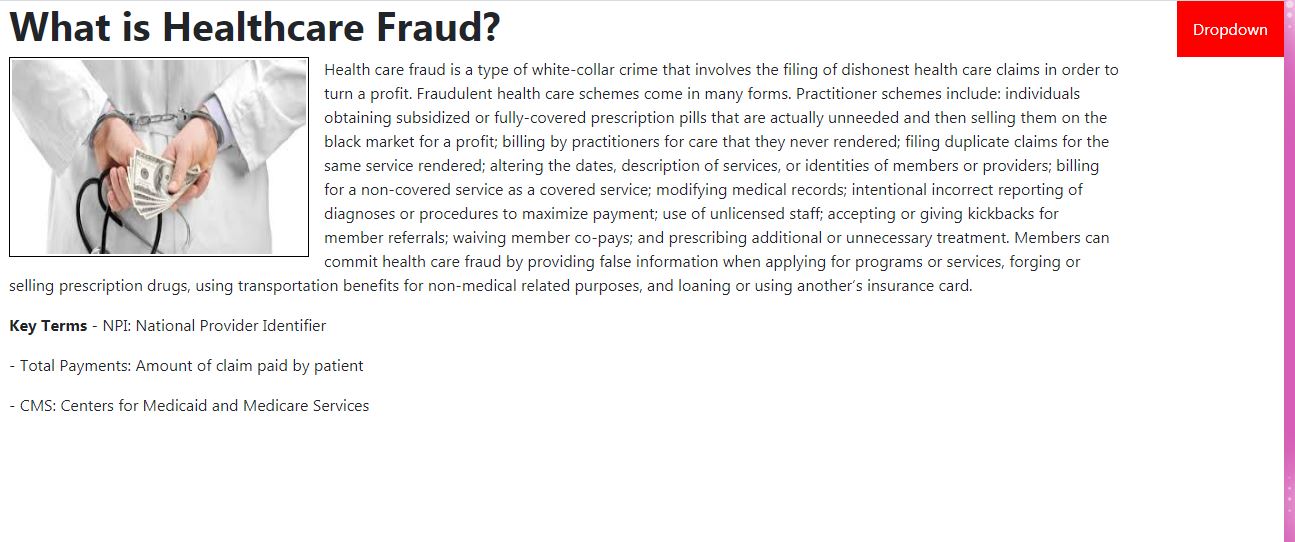 What is Healthcare Fraud?
Dropdown
Health care fraud is a type of white-collar crime that involves the filing of dishonest health care claims in order to
turn a profit. Fraudulent health care schemes come in many forms. Practitioner schemes include: individuals
obtaining subsidized or fully-covered prescription pills that are actually unneeded and then selling them on the
black market for a profit; billing by practitioners for care that they never rendered; filing duplicate claims for the
same service rendered; altering the dates, description of services, or identities of members or providers; billing
for a non-covered service as a covered service; modifying medical records; intentional incorrect reporting of
diagnoses or procedures to maximize payment; use of unlicensed staff; accepting or giving kickbacks for
member referrals; waiving member co-pays; and prescribing additional or unnecessary treatment. Members can
commit health care fraud by providing false information when applying for programs or services, forging or
selling prescription drugs, using transportation benefits for non-medical related purposes, and loaning or using another's insurance card.
Key Terms - NPI: National Provider Identifier
- Total Payments: Amount of claim paid by patient
- CMS: Centers for Medicaid and Medicare Services